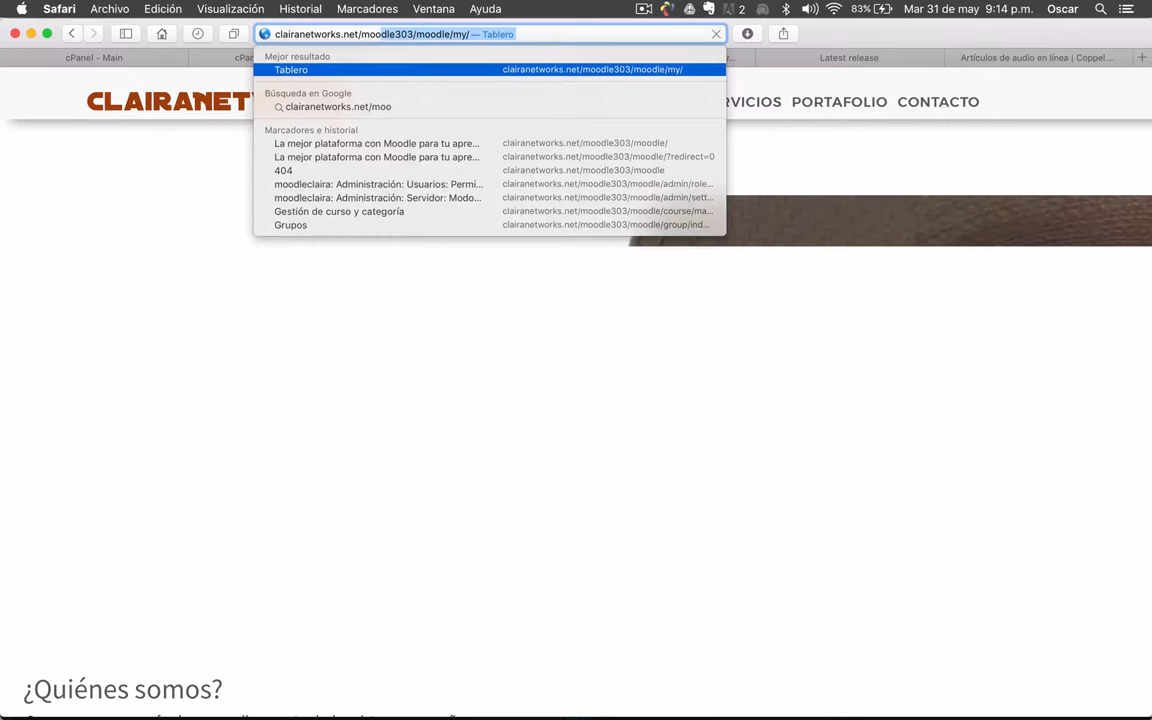 Safari Archivo Edición Visualización Historial Marcadores Ventana Ayuda 2 83% Mar 31 de may 9:14 p.m. Oscar
clairanetworks.net/moodle303/moodle/my/ — Tablero
cPanel - Main Latest release Artículos de audio en línea | Coppel....
Mejor resultado
Tablero clairanetworks.net/moodle303/moodle/my/
Búsqueda en Google
clairanetworks.net/moo
CLAIRANET RVICIOS PORTAFOLIO CONTACTO
Marcadores e historial
La mejor plataforma con Moodle para tu apre... clairanetworks.net/moodle303/moodle/
La mejor plataforma con Moodle para tu apre... clairanetworks.net/moodle303/moodle/?redirect=0
404 clairanetworks.net/moodle303/moodle
moodleclaira: Administración: Usuarios: Permi... clairanetworks.net/moodle303/moodle/admin/role...
moodleclaira: Administración: Servidor: Modo... clairanetworks.net/moodle303/moodle/admin/sett...
Gestión de curso y categoría clairanetworks.net/moodle303/moodle/course/ma...
Grupos clairanetworks.net/moodle303/moodle/group/ind...
¿Quiénes somos?